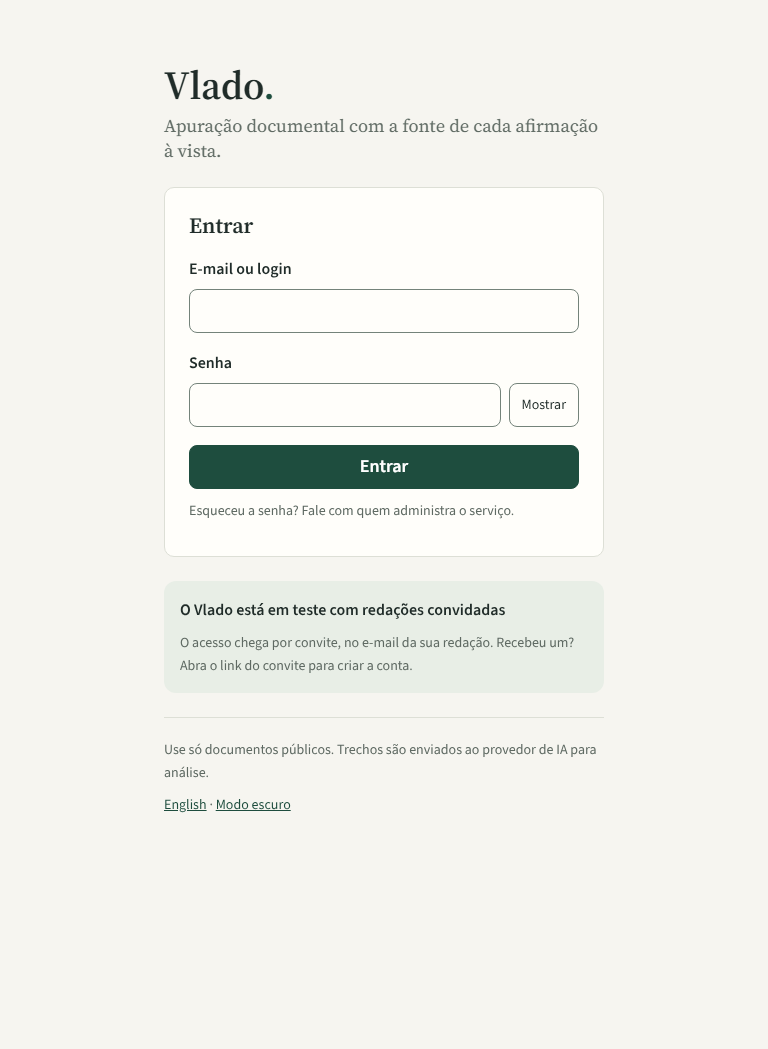 Vlado.
Apuração documental com a fonte de cada afirmação
à vista.
Entrar
E-mail ou login
Senha
Mostrar
Entrar
Esqueceu a senha? Fale com quem administra o serviço.
O Vlado está em teste com redações convidadas
O acesso chega por convite, no e-mail da sua redação. Recebeu um?
Abra o link do convite para criar a conta.
Use só documentos públicos. Trechos são enviados ao provedor de IA para
análise.
English · Modo escuro